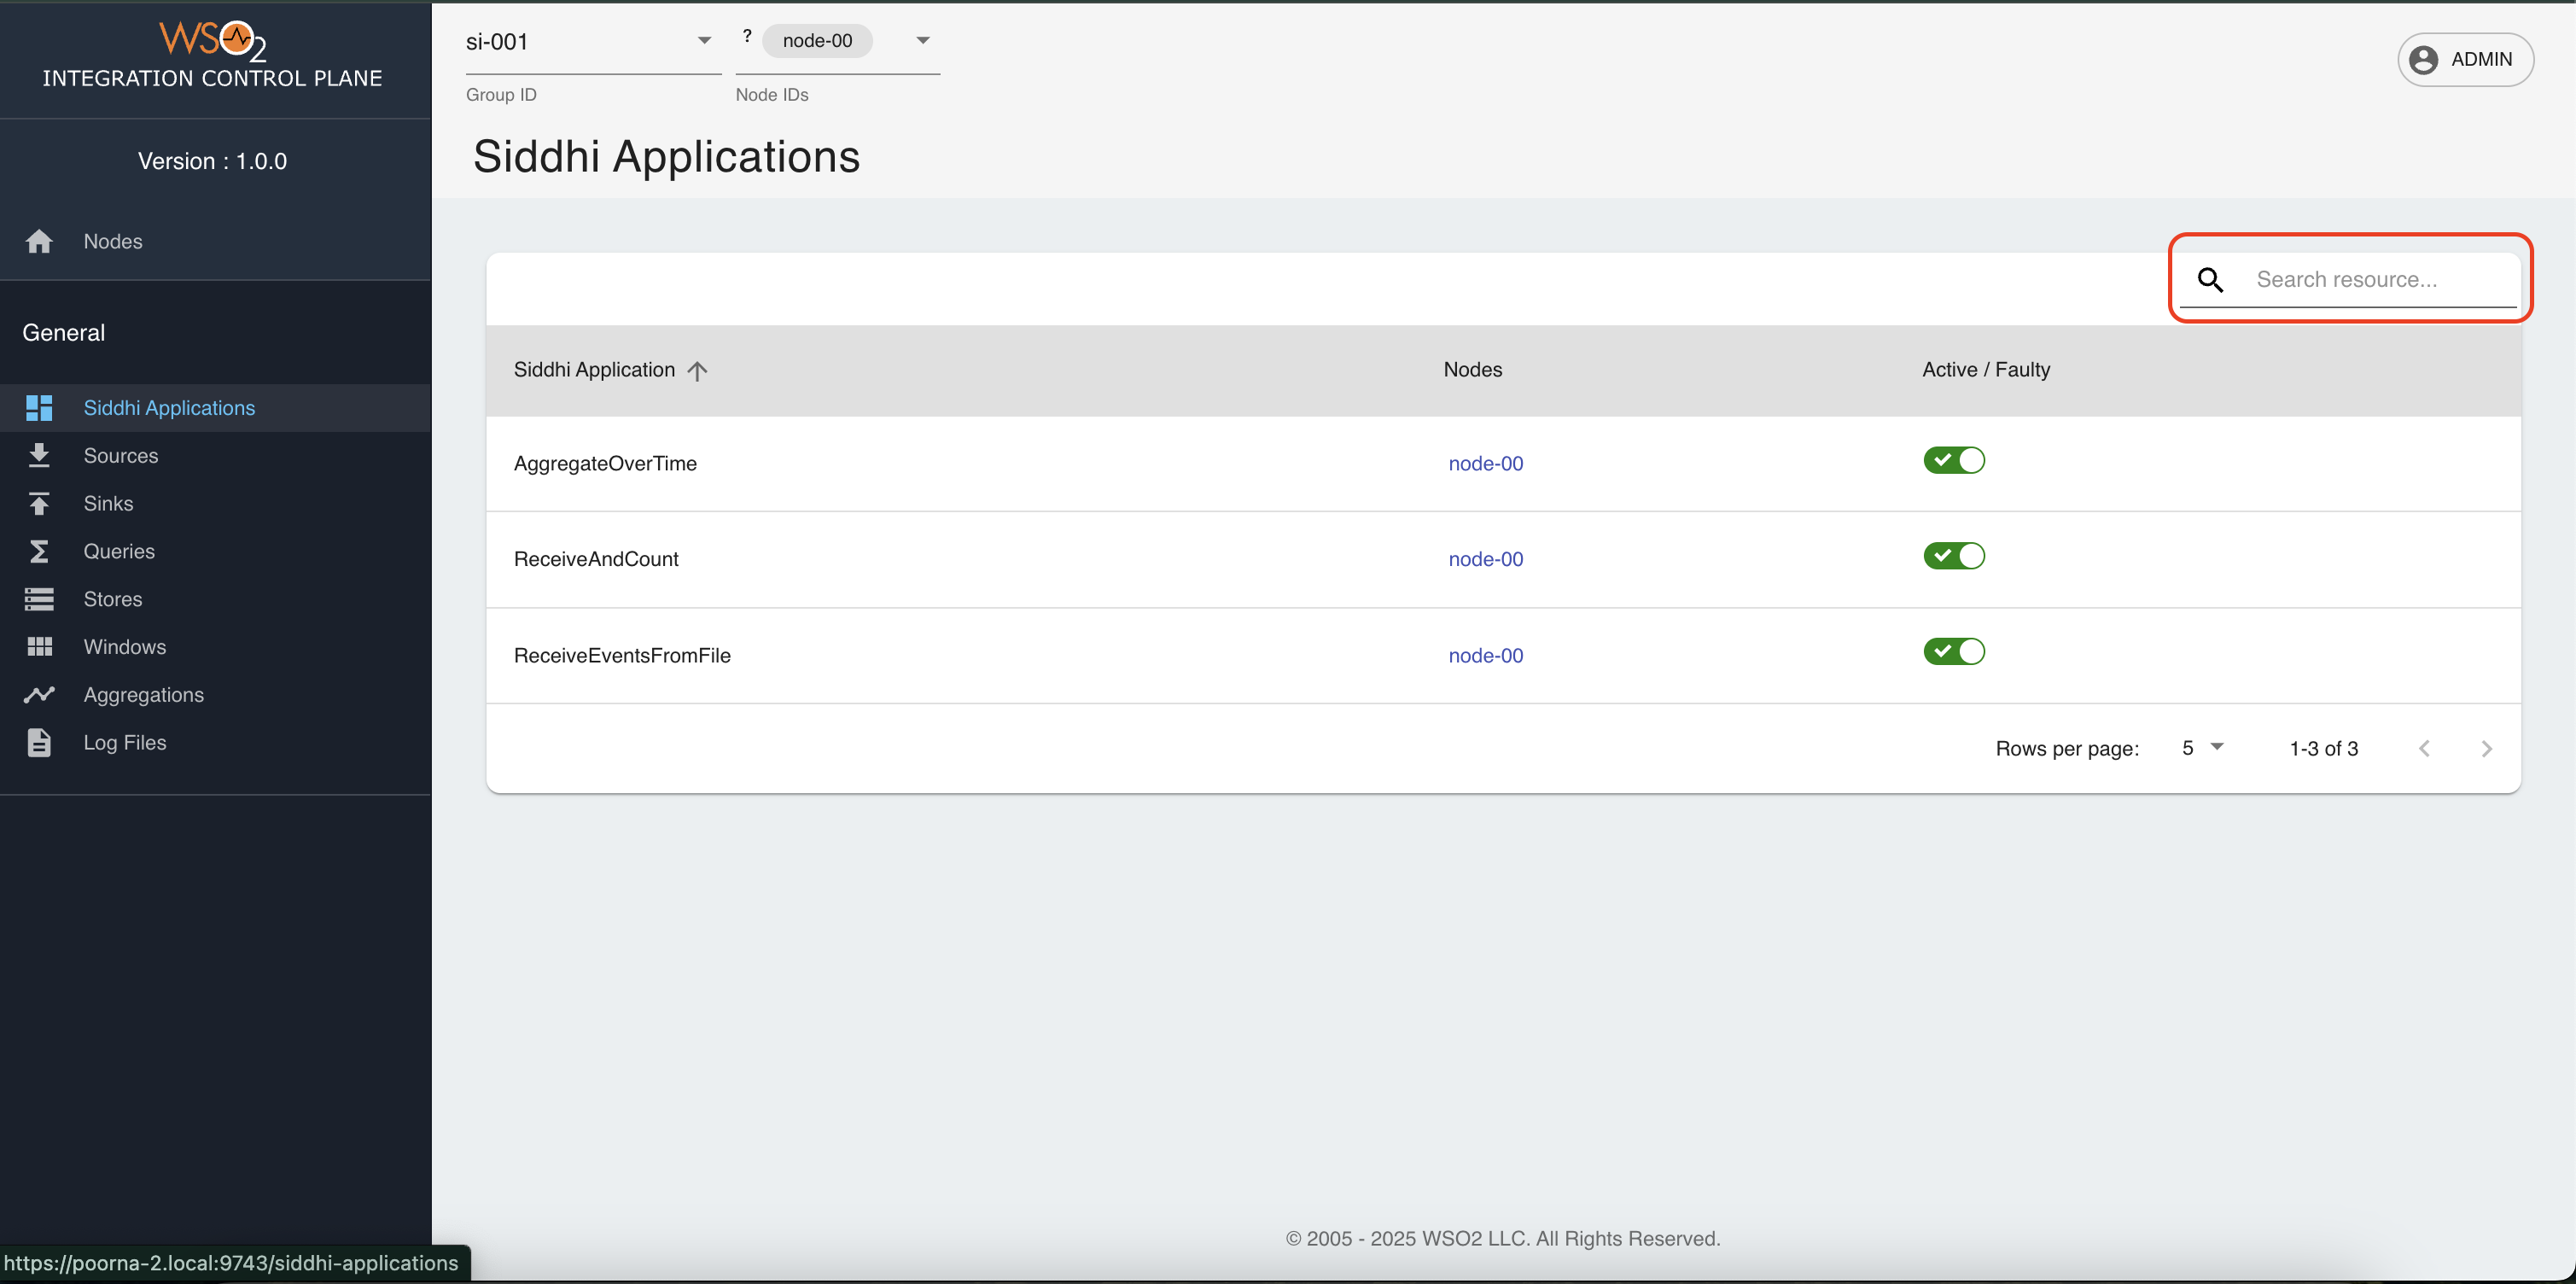 WSO2
INTEGRATION CONTROL PLANE
Version : 1.0.0
Nodes
General
Siddhi Applications
Sources
Sinks
Queries
Stores
Windows
Aggregations
Log Files
https://poorna-2.local:9743/siddhi-applications
si-001
Group ID
? node-00
Node IDs
ADMIN
Siddhi Applications
Search resource...
Siddhi Application Nodes Active / Faulty
AggregateOverTime node-00
ReceiveAndCount node-00
ReceiveEventsFromFile node-00
Rows per page: 5 1-3 of 3
© 2005 - 2025 WSO2 LLC. All Rights Reserved.